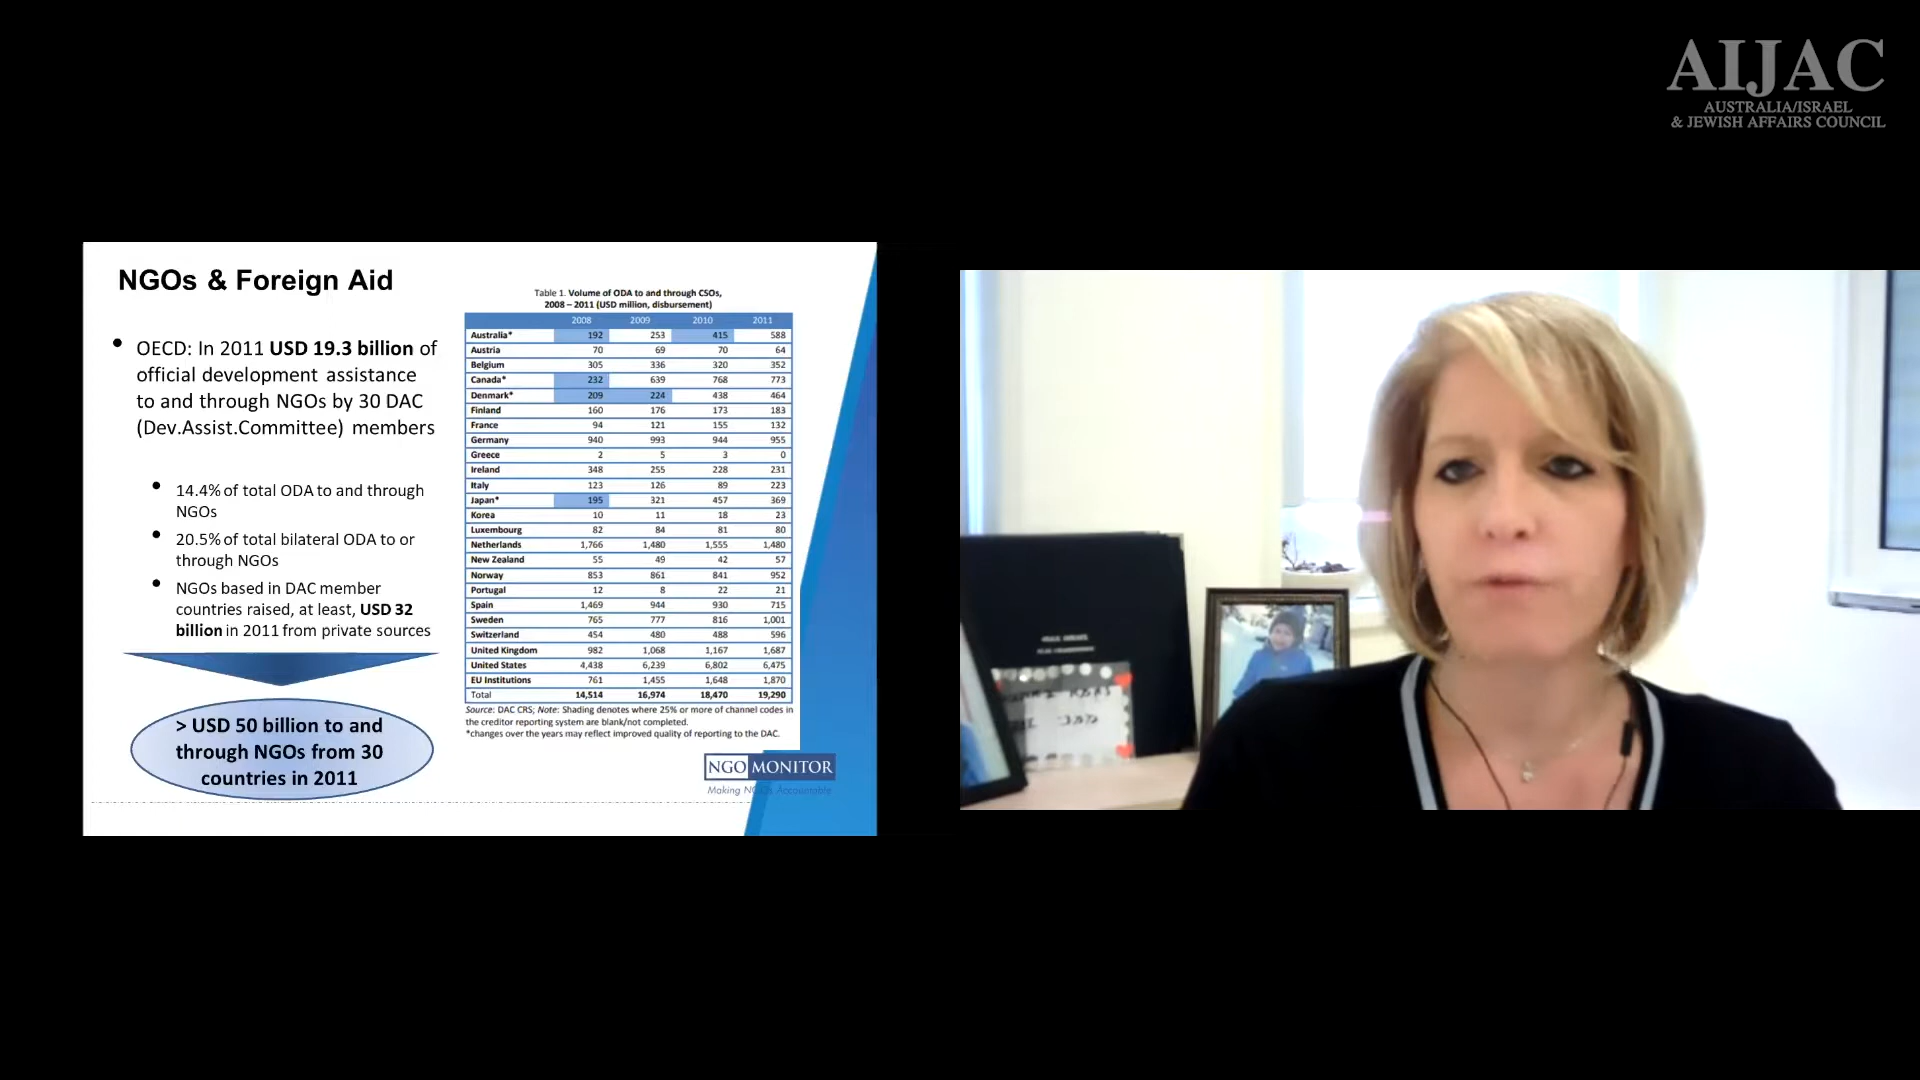 AIJAC
AUSTRALIA/ISRAEL
& JEWISH AFFAIRS COUNCIL
NGOs & Foreign Aid
• OECD: In 2011 USD 19.3 billion of
official development assistance
to and through NGOs by 30 DAC
(Dev.Assist.Committee) members
• 14.4% of total ODA to and through
NGOs
• 20.5% of total bilateral ODA to or
through NGOs
• NGOs based in DAC member
countries raised, at least, USD 32
billion in 2011 from private sources
> USD 50 billion to and
through NGOs from 30
countries in 2011
Table 1. Volume of ODA to and through CSOs,
2008 – 2011 (USD million, disbursement)
2008 2009 2010 2011
Australia* 192 253 415 588
Austria 70 69 70 64
Belgium 305 336 320 352
Canada* 232 639 768 773
Denmark* 209 224 438 464
Finland 160 176 173 183
France 94 121 155 132
Germany 940 993 944 955
Greece 2 5 3 0
Ireland 348 255 228 231
Italy 123 126 89 223
Japan* 195 321 457 369
Korea 10 11 18 23
Luxembourg 82 84 81 80
Netherlands 1,766 1,480 1,555 1,480
New Zealand 55 49 42 57
Norway 853 861 841 952
Portugal 12 8 22 21
Spain 1,469 944 930 715
Sweden 765 777 816 1,001
Switzerland 454 480 488 596
United Kingdom 982 1,068 1,167 1,687
United States 4,438 6,239 6,802 6,475
EU Institutions 761 1,455 1,648 1,870
Total 14,514 16,974 18,470 19,290
Source: DAC CRS; Note: Shading denotes where 25% or more of channel codes in
the creditor reporting system are blank/not completed.
*changes over the years may reflect improved quality of reporting to the DAC.
NGO MONITOR
Making NGOs Accountable